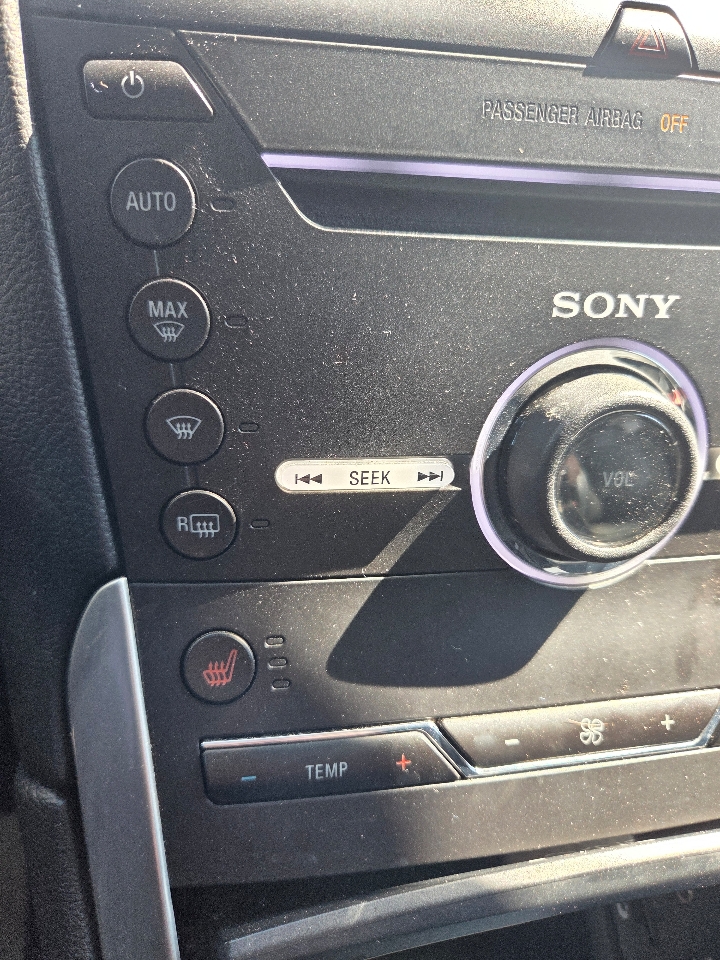 PASSENGER AIRBAG OFF
AUTO
SONY
MAX
SEEK
VOL
R
- TEMP +
- +